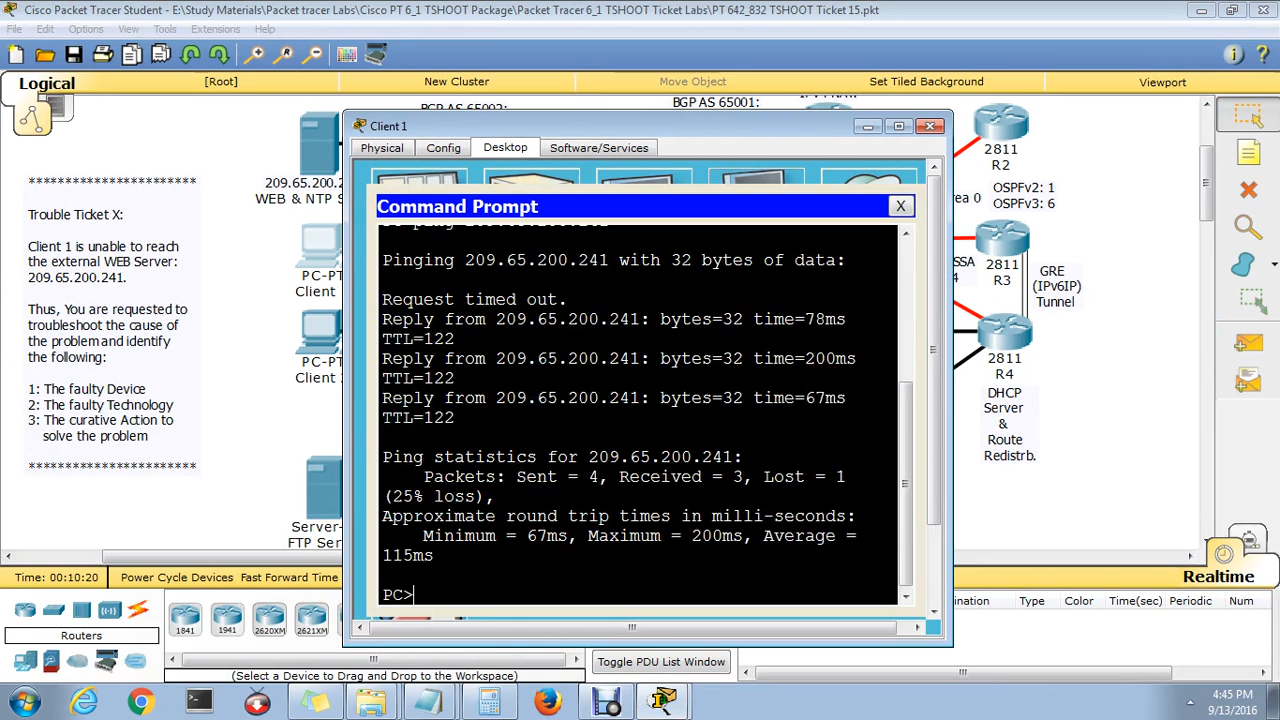 Cisco Packet Tracer Student - E:\Study Materials\Packet tracer Labs\Cisco PT 6_1 TSHOOT Package\Packet Tracer 6_1 TSHOOT Ticket Labs\PT 642_832 TSHOOT Ticket 15.pkt
File Edit Options View Tools Extensions Help
Logical [Root] New Cluster Move Object Set Tiled Background Viewport
BGP AS 65002:
BGP AS 65001:
209.65.200.2
WEB & NTP S
PC-PT
Client
PC-PT
Client
Server-
FTP Serv
****************************
Trouble Ticket X:
Client 1 is unable to reach
the external WEB Server:
209.65.200.241.
Thus, You are requested to
troubleshoot the cause of
the problem and identify
the following:
1: The faulty Device
2: The faulty Technology
3: The curative Action to
solve the problem
****************************
Client 1
Physical Config Desktop Software/Services
Command Prompt X
Pinging 209.65.200.241 with 32 bytes of data:
Request timed out.
Reply from 209.65.200.241: bytes=32 time=78ms
TTL=122
Reply from 209.65.200.241: bytes=32 time=200ms
TTL=122
Reply from 209.65.200.241: bytes=32 time=67ms
TTL=122
Ping statistics for 209.65.200.241:
Packets: Sent = 4, Received = 3, Lost = 1
(25% loss),
Approximate round trip times in milli-seconds:
Minimum = 67ms, Maximum = 200ms, Average =
115ms
PC>
2811
R2
OSPFv2: 1
OSPFv3: 6
rea 0
SSA
4
2811
R3
GRE
(IPv6IP)
Tunnel
2811
R4
DHCP
Server
&
Route
Redistrb.
Time: 00:10:20 Power Cycle Devices Fast Forward Time
Realtime
Routers
1841 1941 2620XM 2621XM
(Select a Device to Drag and Drop to the Workspace)
Toggle PDU List Window
ination Type Color Time(sec) Periodic Num
4:45 PM
9/13/2016